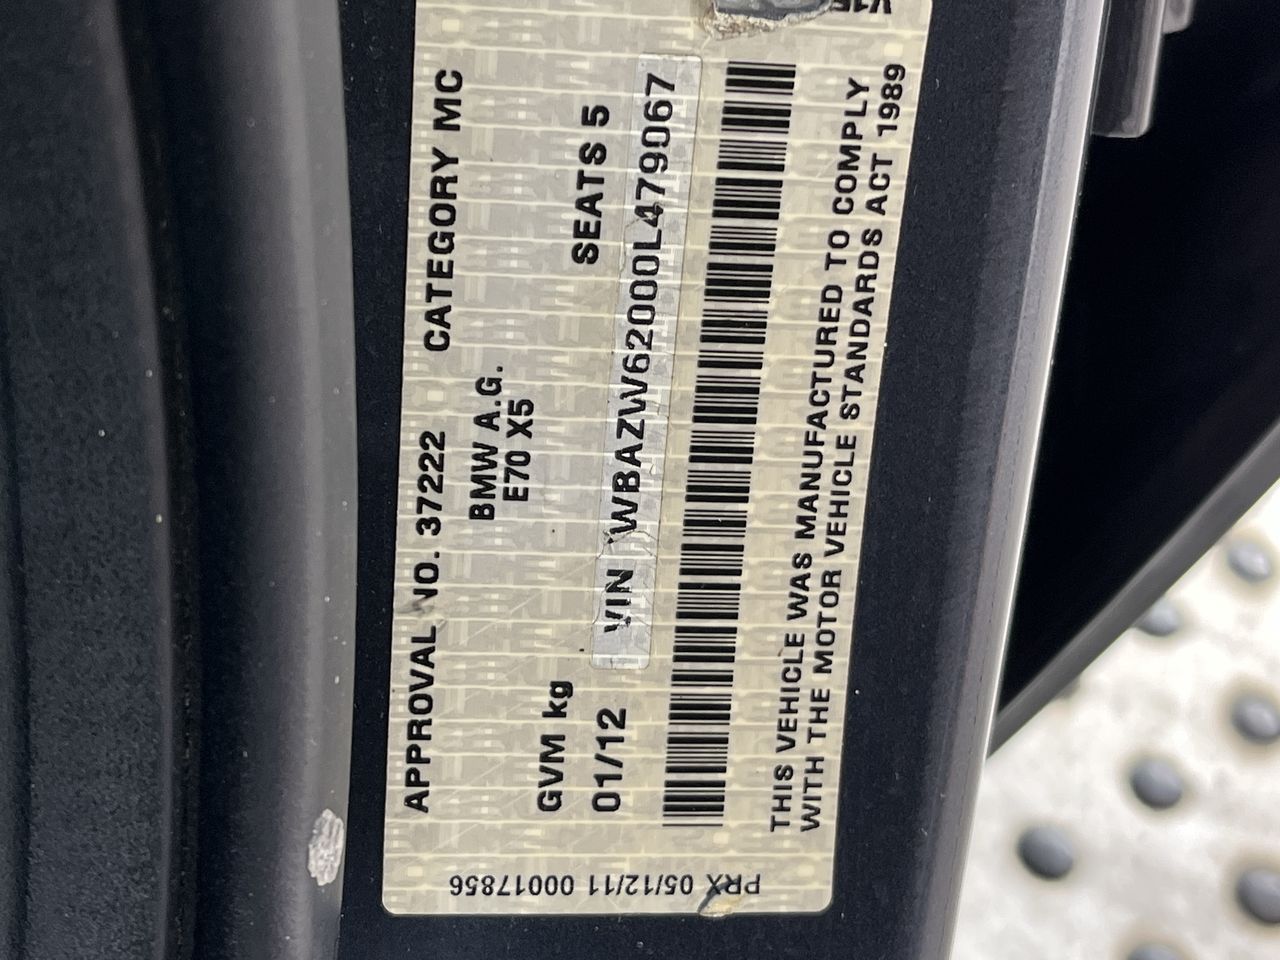 APPROVAL NO. 37222 CATEGORY MC
BMW A.G.
E70 X5
GVM kg SEATS 5
01/12 VIN WBAZW62000L479067
THIS VEHICLE WAS MANUFACTURED TO COMPLY
WITH THE MOTOR VEHICLE STANDARDS ACT 1989
PRX 05/12/11 00017856